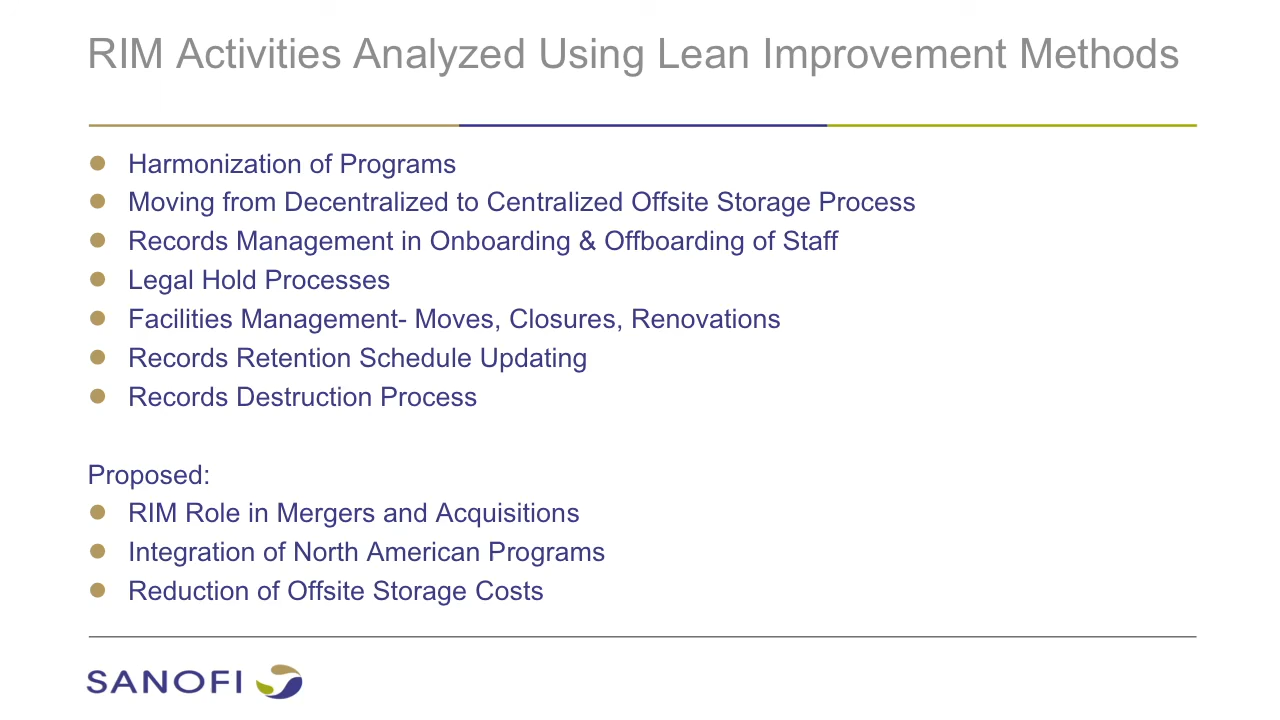 RIM Activities Analyzed Using Lean Improvement Methods
Harmonization of Programs
Moving from Decentralized to Centralized Offsite Storage Process
Records Management in Onboarding & Offboarding of Staff
Legal Hold Processes
Facilities Management- Moves, Closures, Renovations
Records Retention Schedule Updating
Records Destruction Process
Proposed:
RIM Role in Mergers and Acquisitions
Integration of North American Programs
Reduction of Offsite Storage Costs
SANOFI